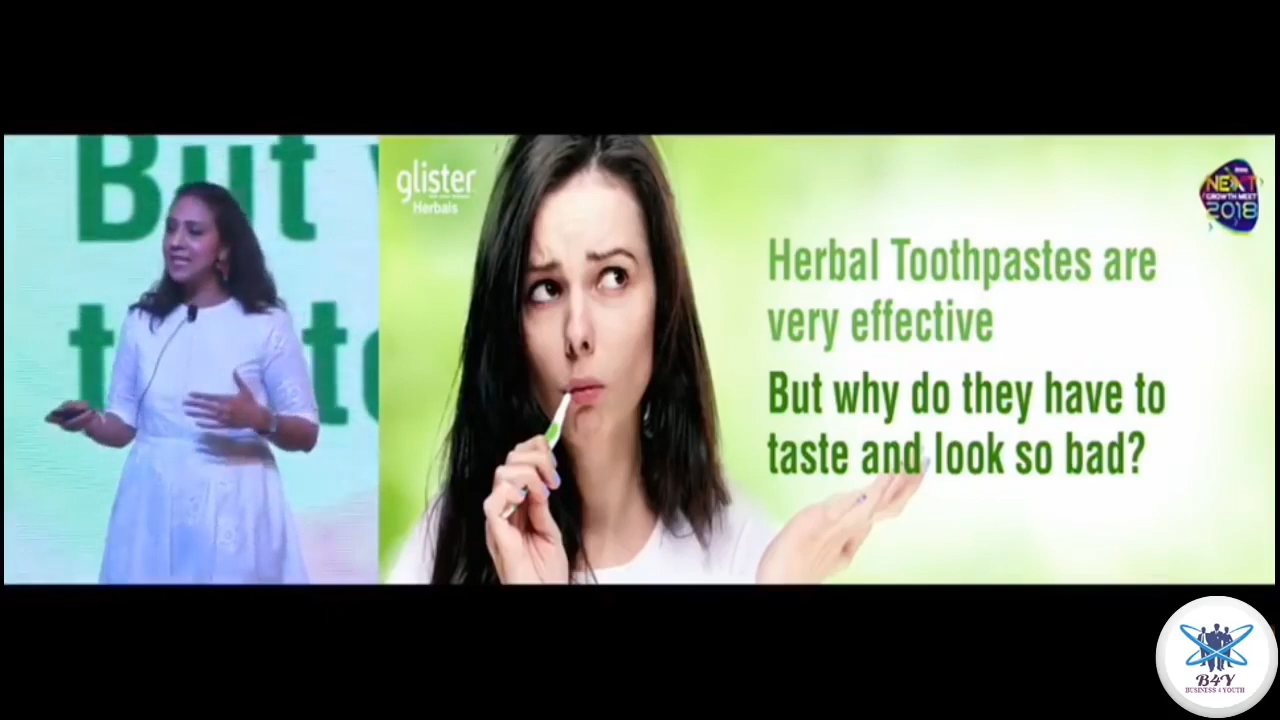 But
glister
Herbals
NEXT
GROWTH MEET
2018
Herbal Toothpastes are
very effective
But why do they have to
taste and look so bad?
B4Y
BUSINESS 4 YOUTH